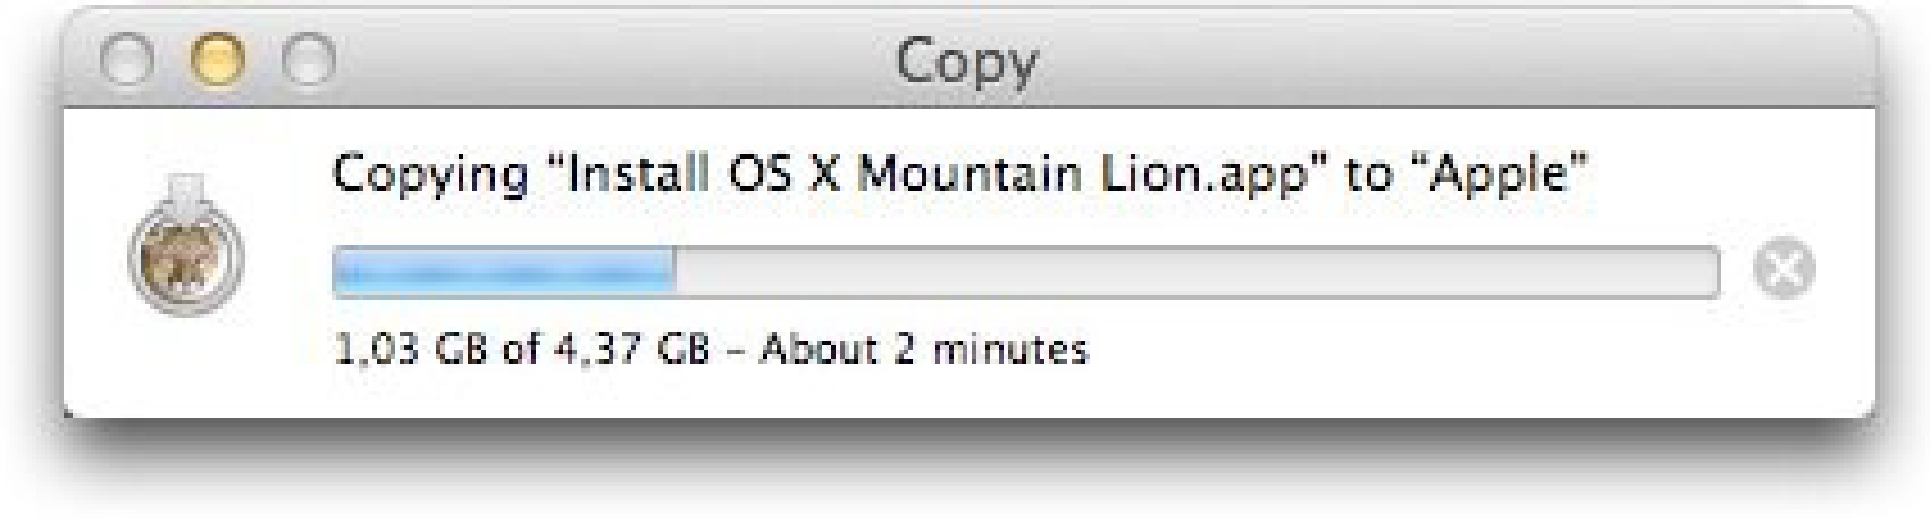 Copy
Copying “Install OS X Mountain Lion.app” to “Apple”
1,03 GB of 4,37 GB – About 2 minutes